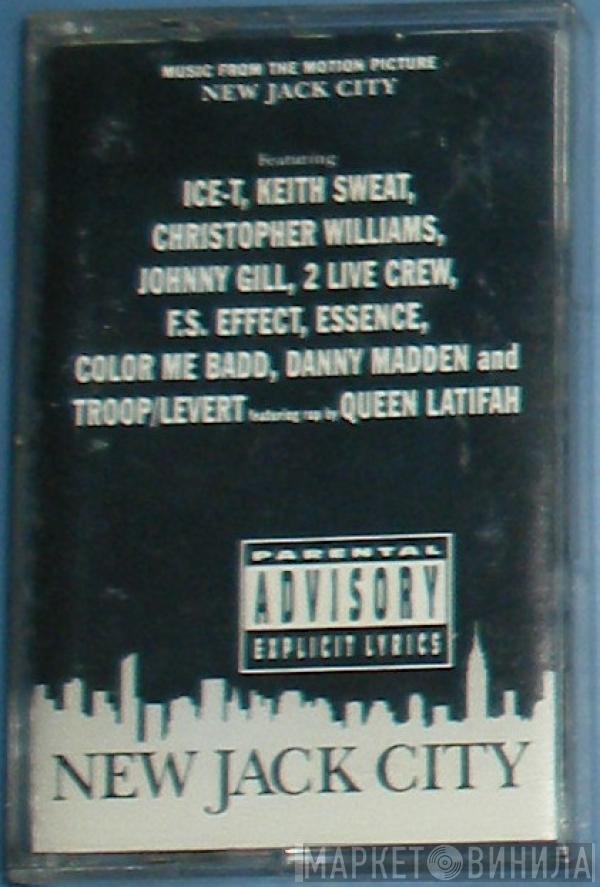 MUSIC FROM THE MOTION PICTURE
NEW JACK CITY
Featuring
ICE-T, KEITH SWEAT,
CHRISTOPHER WILLIAMS,
JOHNNY GILL, 2 LIVE CREW,
F.S. EFFECT, ESSENCE,
COLOR ME BADD, DANNY MADDEN and
TROOP/LEVERT featuring rap by QUEEN LATIFAH
PARENTAL
ADVISORY
EXPLICIT LYRICS
NEW JACK CITY
МАРКЕТ ВИНИЛА